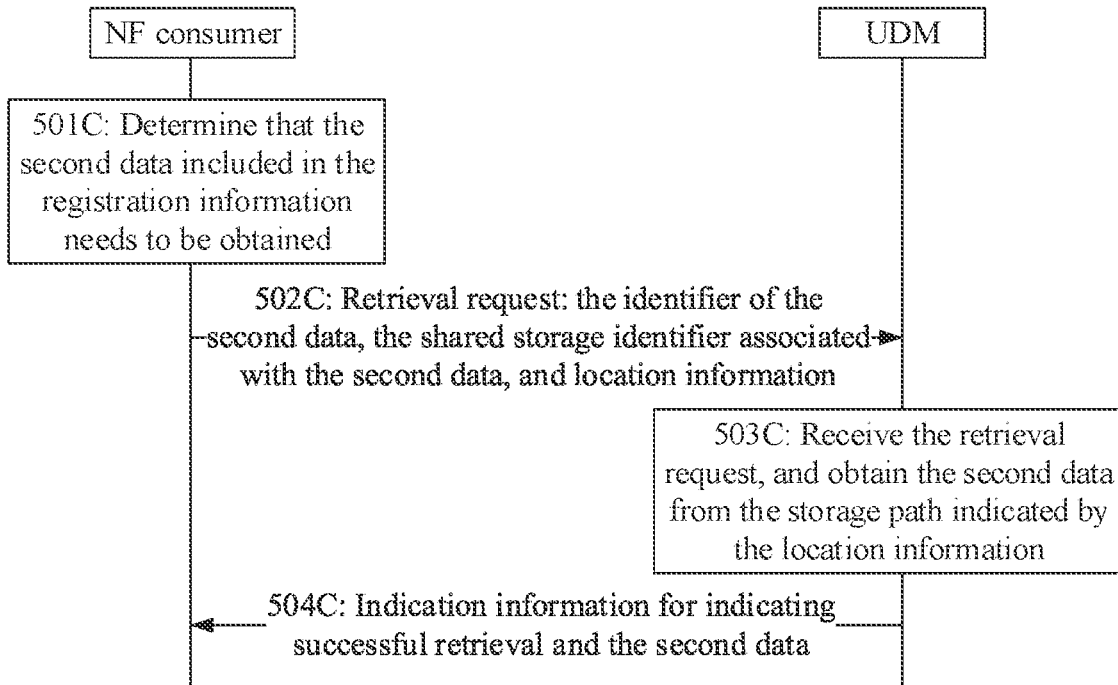 NF consumer
UDM
501C: Determine that the
second data included in the
registration information
needs to be obtained
502C: Retrieval request: the identifier of the
second data, the shared storage identifier associated
with the second data, and location information
503C: Receive the retrieval
request, and obtain the second data
from the storage path indicated by
the location information
504C: Indication information for indicating
successful retrieval and the second data